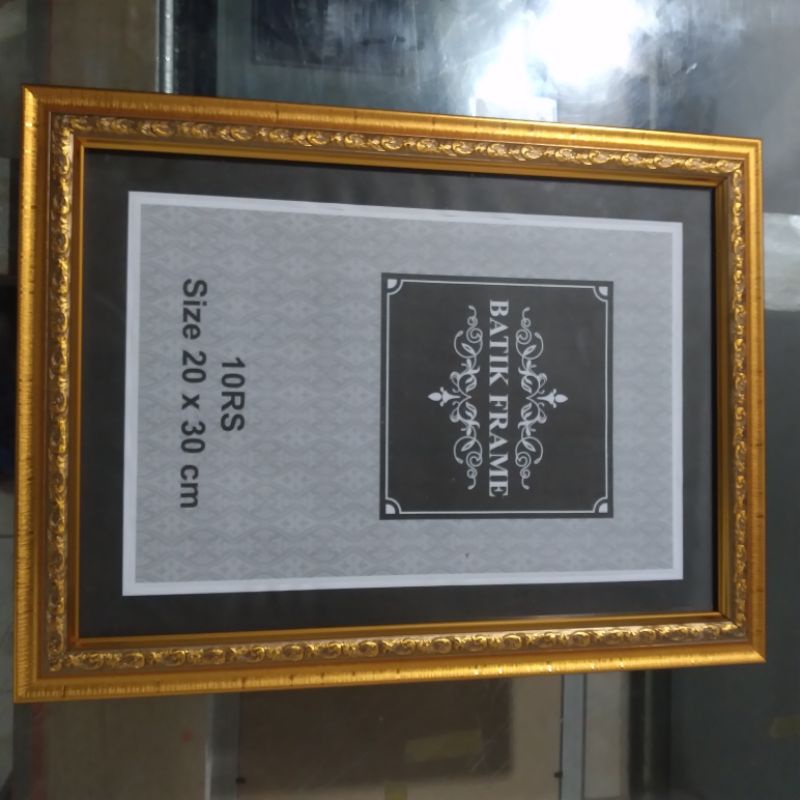 BATIK FRAME
10RS
Size 20 x 30 cm